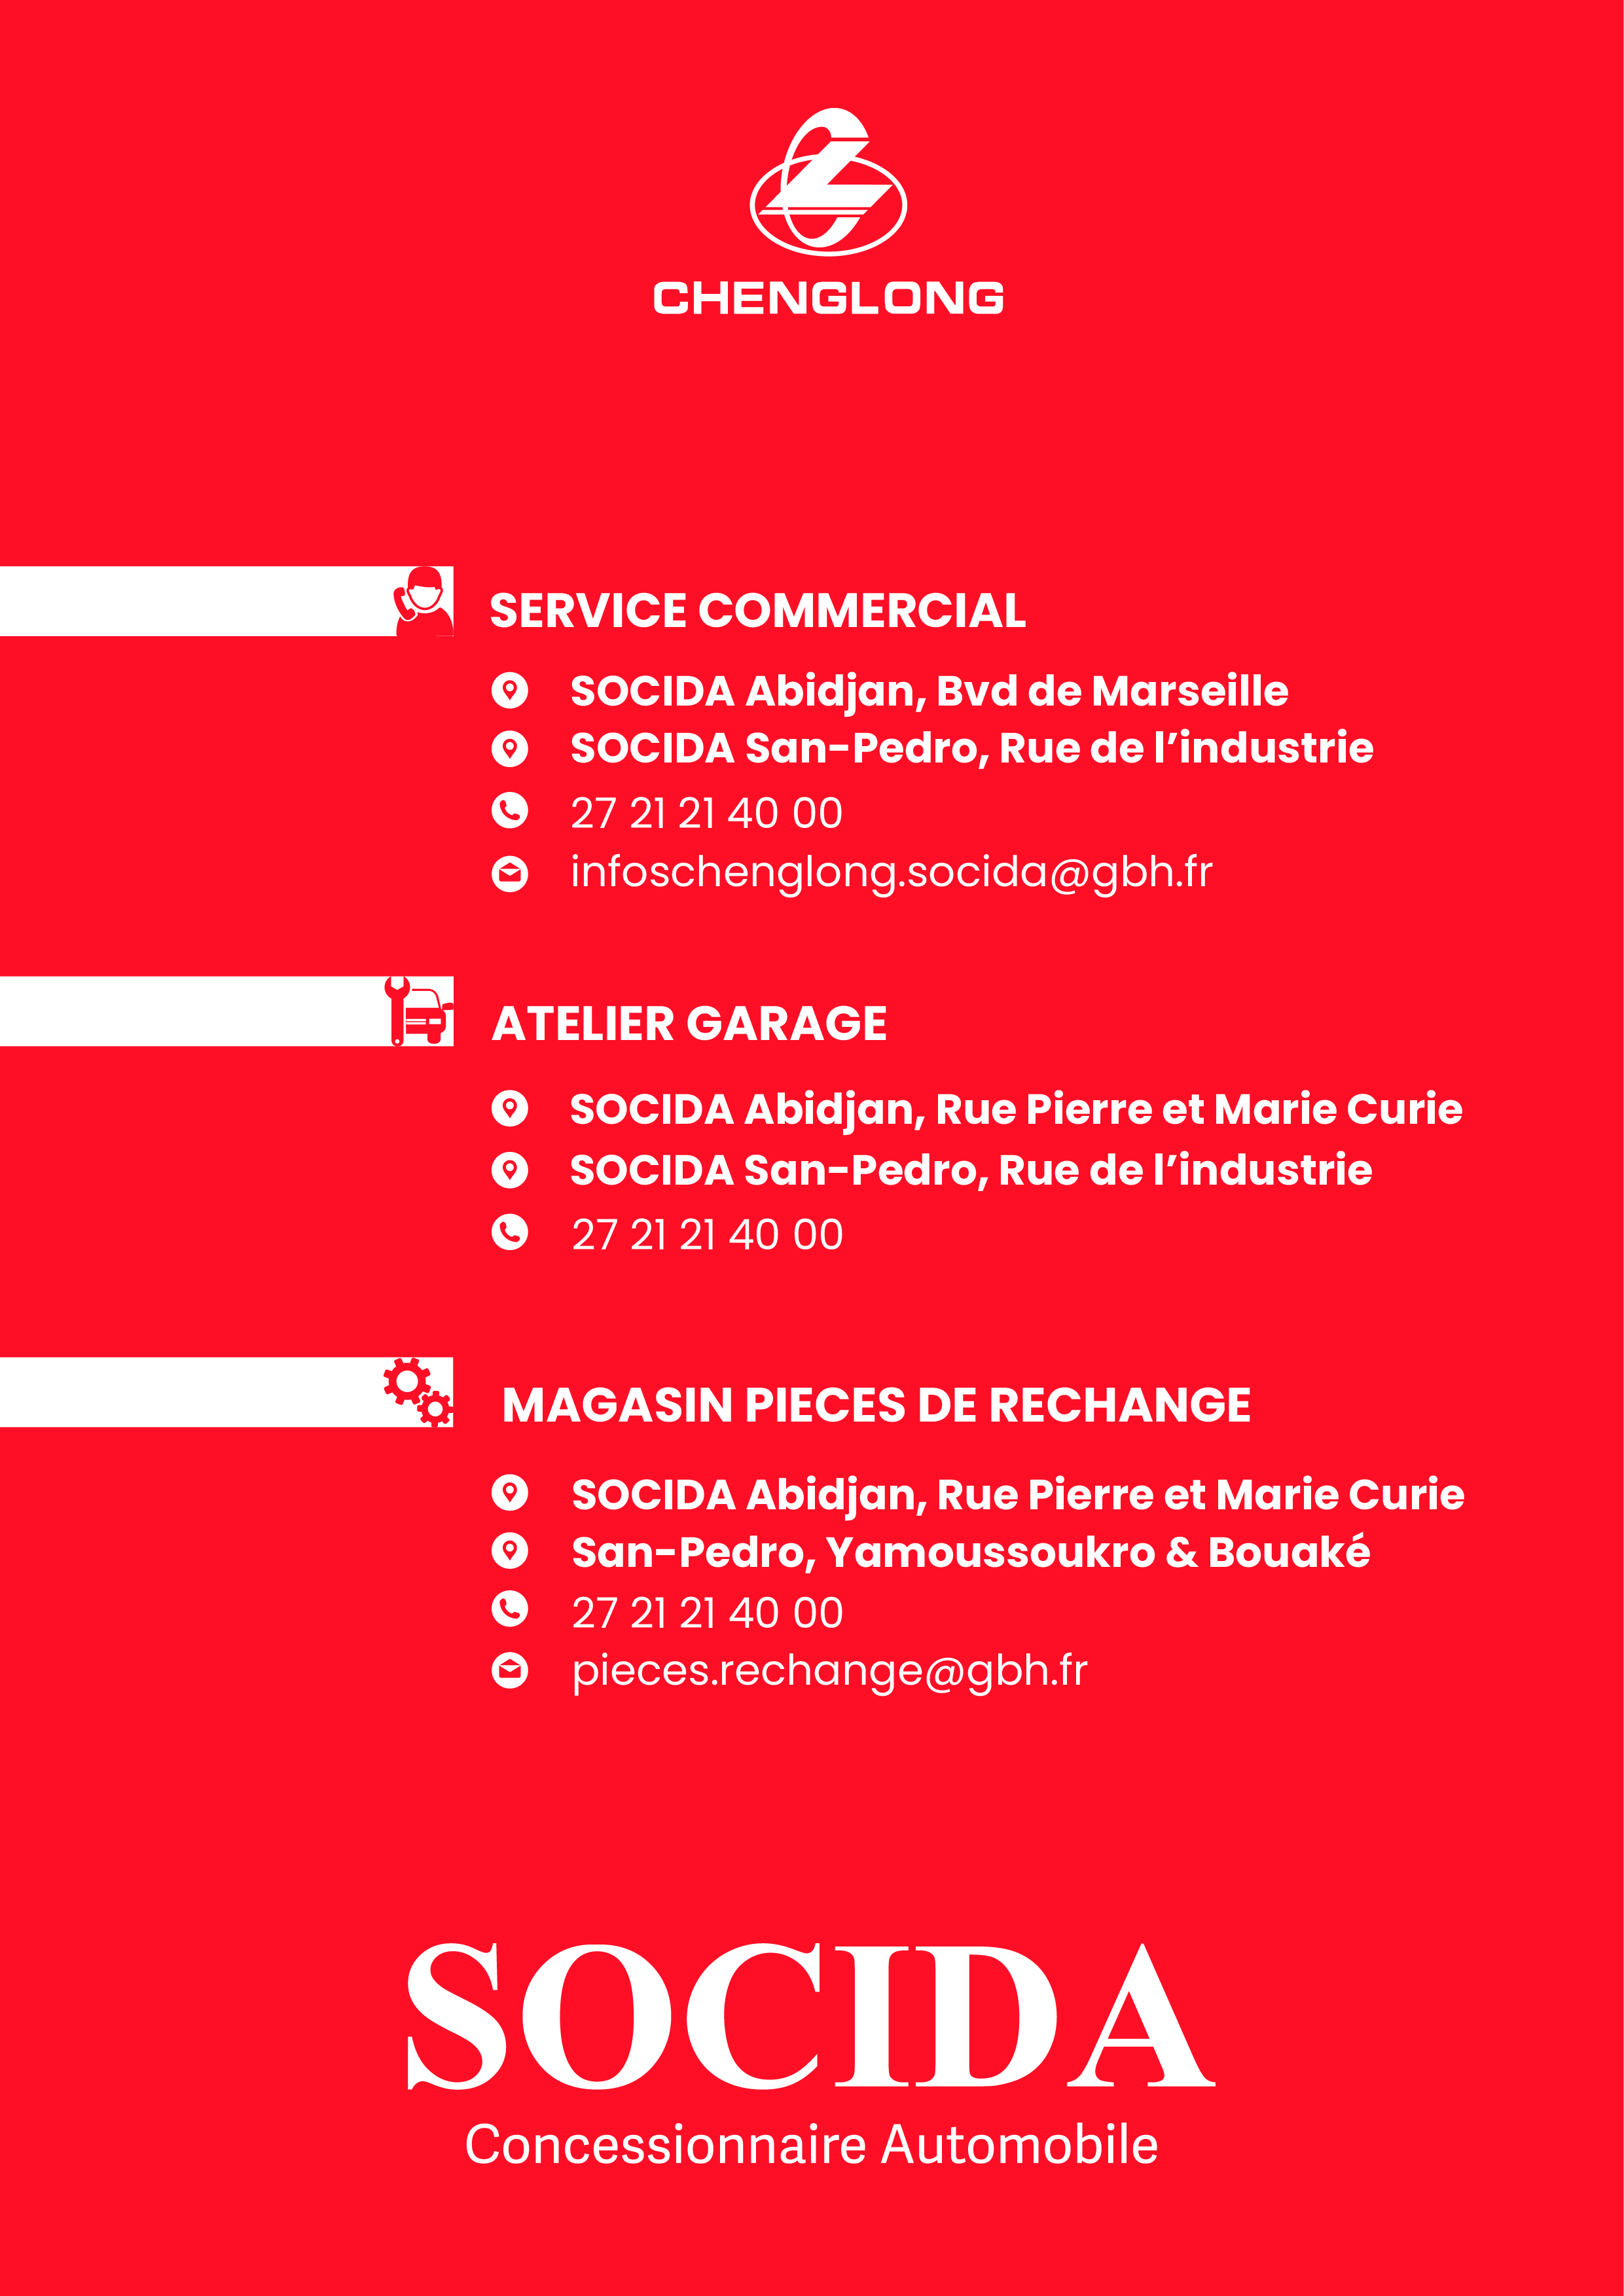 CHENGLONG
SERVICE COMMERCIAL
SOCIDA Abidjan, Bvd de Marseille
SOCIDA San-Pedro, Rue de l’industrie
27 21 21 40 00
infoschenglong.socida@gbh.fr
ATELIER GARAGE
SOCIDA Abidjan, Rue Pierre et Marie Curie
SOCIDA San-Pedro, Rue de l’industrie
27 21 21 40 00
MAGASIN PIECES DE RECHANGE
SOCIDA Abidjan, Rue Pierre et Marie Curie
San-Pedro, Yamoussoukro & Bouaké
27 21 21 40 00
pieces.rechange@gbh.fr
SOCIDA
Concessionnaire Automobile